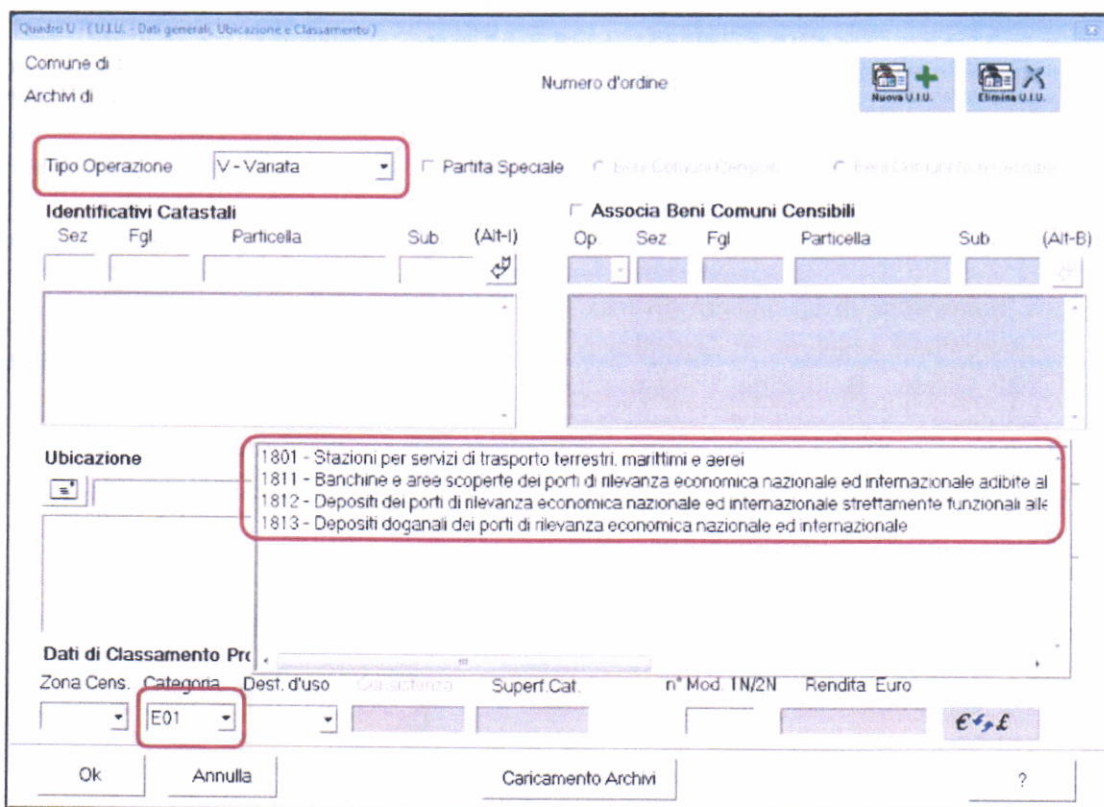 Quadro U - ( U.I.U. - Dati generali, Ubicazione e Classamento )
Comune di
Archivi di
Numero d'ordine
Nuova U.I.U.
Elimina U.I.U.
Tipo Operazione V - Variata Partita Speciale Beni Comuni Censibili
Identificativi Catastali
Associa Beni Comuni Censibili
Sez Fgl Particella Sub (Alt-I)
Op. Sez. Fgl Particella Sub (Alt-B)
Ubicazione
1801 - Stazioni per servizi di trasporto terrestri, marittimi e aerei
1811 - Banchine e aree scoperte dei porti di rilevanza economica nazionale ed internazionale adibite al
1812 - Depositi dei porti di rilevanza economica nazionale ed internazionale strettamente funzionali alle
1813 - Depositi doganali dei porti di rilevanza economica nazionale ed internazionale
Dati di Classamento Pro
Zona Cens. Categoria Dest. d'uso Consistenza Superf.Cat. n° Mod. 1N/2N Rendita Euro
E01
€ £
Ok
Annulla
Caricamento Archivi
?